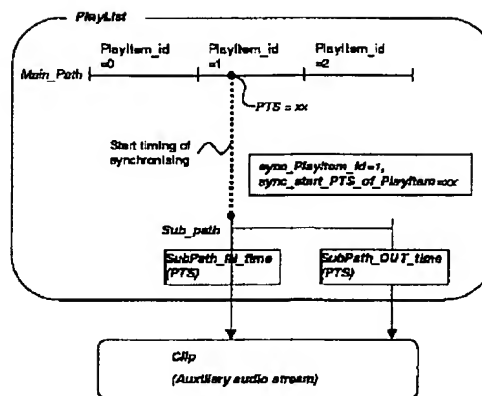 PlayList
PlayItem_id
=0
PlayItem_id
=1
PlayItem_id
=2
Main_Path
PTS = xx
Start timing of
synchronising
sync_PlayItem_id=1,
sync_start_PTS_of_PlayItem=xx
Sub_path
SubPath_IN_time
(PTS)
SubPath_OUT_time
(PTS)
Clip
(Auxiliary audio stream)